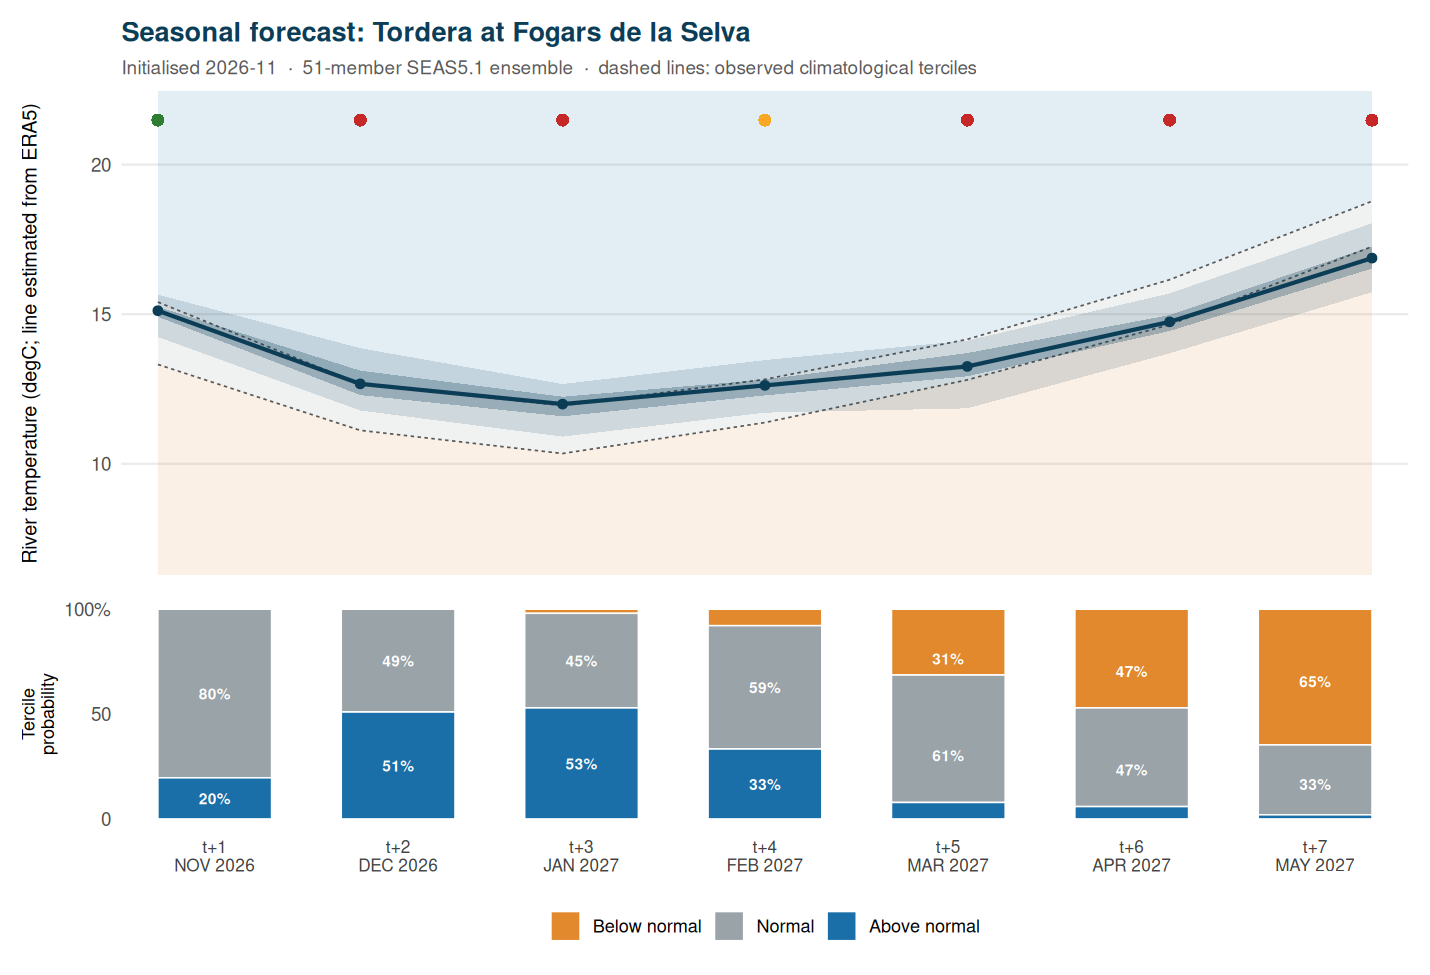 Seasonal forecast: Tordera at Fogars de la Selva
Initialised 2026-11 · 51-member SEAS5.1 ensemble · dashed lines: observed climatological terciles
River temperature (degC; line estimated from ERA5)
20
15
10
Tercile
probability
100%
50
0
80%
20%
49%
51%
45%
53%
59%
33%
31%
61%
47%
47%
65%
33%
t+1
NOV 2026
t+2
DEC 2026
t+3
JAN 2027
t+4
FEB 2027
t+5
MAR 2027
t+6
APR 2027
t+7
MAY 2027
Below normal
Normal
Above normal